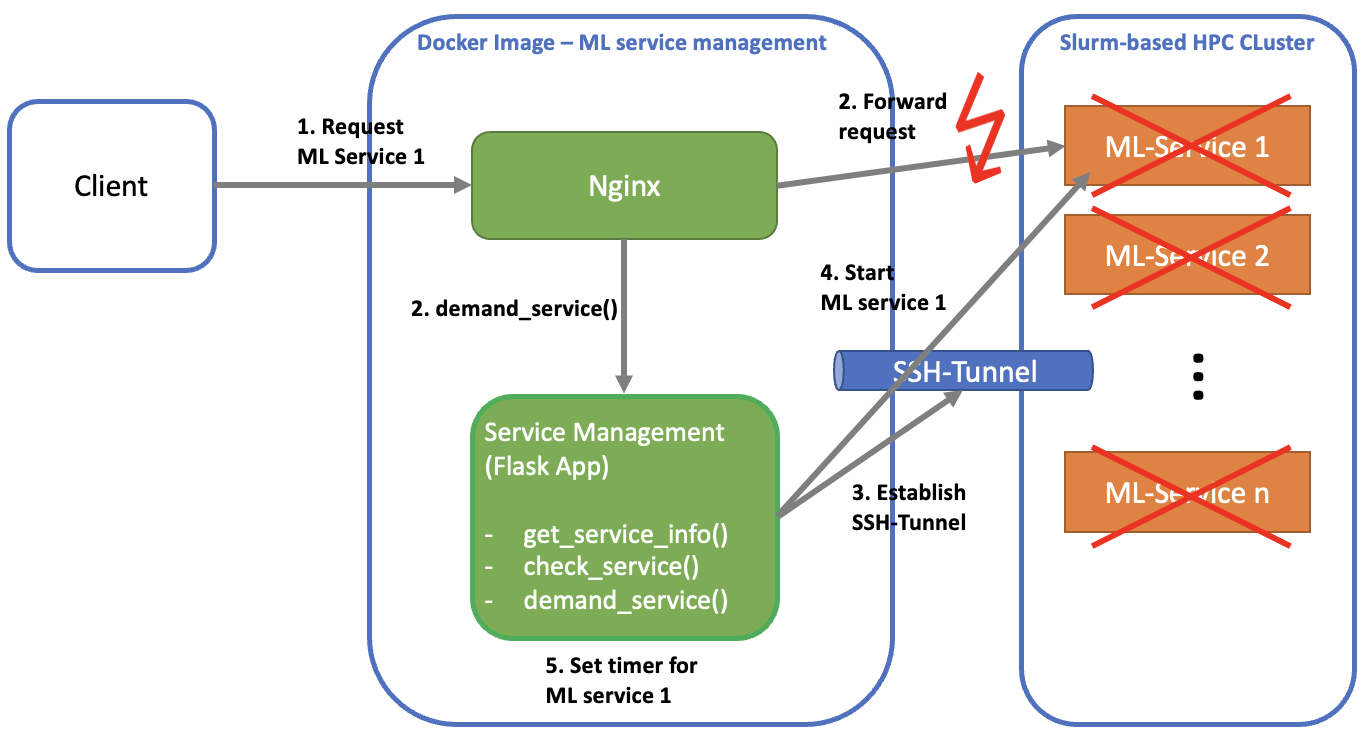 Docker Image – ML service management
Slurm-based HPC CLuster
Client
1. Request
ML Service 1
Nginx
2. Forward
request
ML-Service 1
ML-Service 2
2. demand_service()
4. Start
ML service 1
SSH-Tunnel
Service Management
(Flask App)
- get_service_info()
- check_service()
- demand_service()
3. Establish
SSH-Tunnel
ML-Service n
5. Set timer for
ML service 1